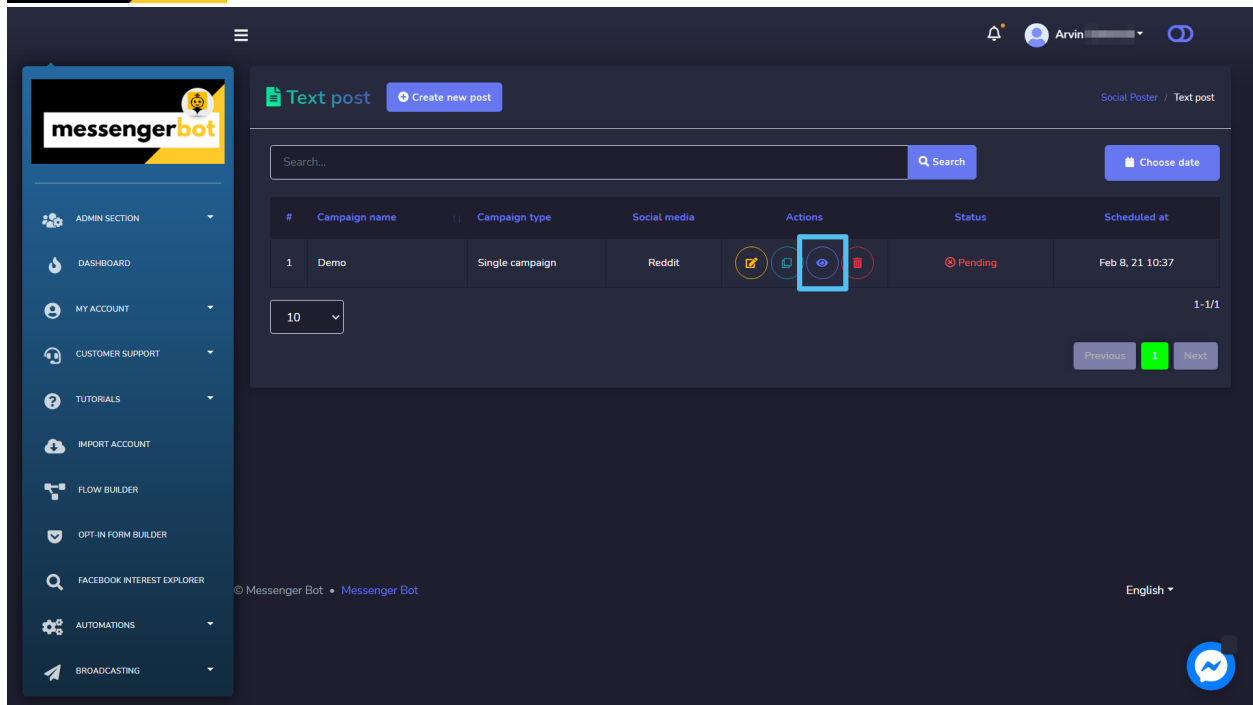 Arvin
messengerbot
Text post
Create new post
Social Poster / Text post
Search...
Search
Choose date
# Campaign name Campaign type Social media Actions Status Scheduled at
1 Demo Single campaign Reddit Pending Feb 8, 21 10:37
10
1-1/1
Previous 1 Next
ADMIN SECTION
DASHBOARD
MY ACCOUNT
CUSTOMER SUPPORT
TUTORIALS
IMPORT ACCOUNT
FLOW BUILDER
OPT-IN FORM BUILDER
FACEBOOK INTEREST EXPLORER
AUTOMATIONS
BROADCASTING
© Messenger Bot • Messenger Bot
English